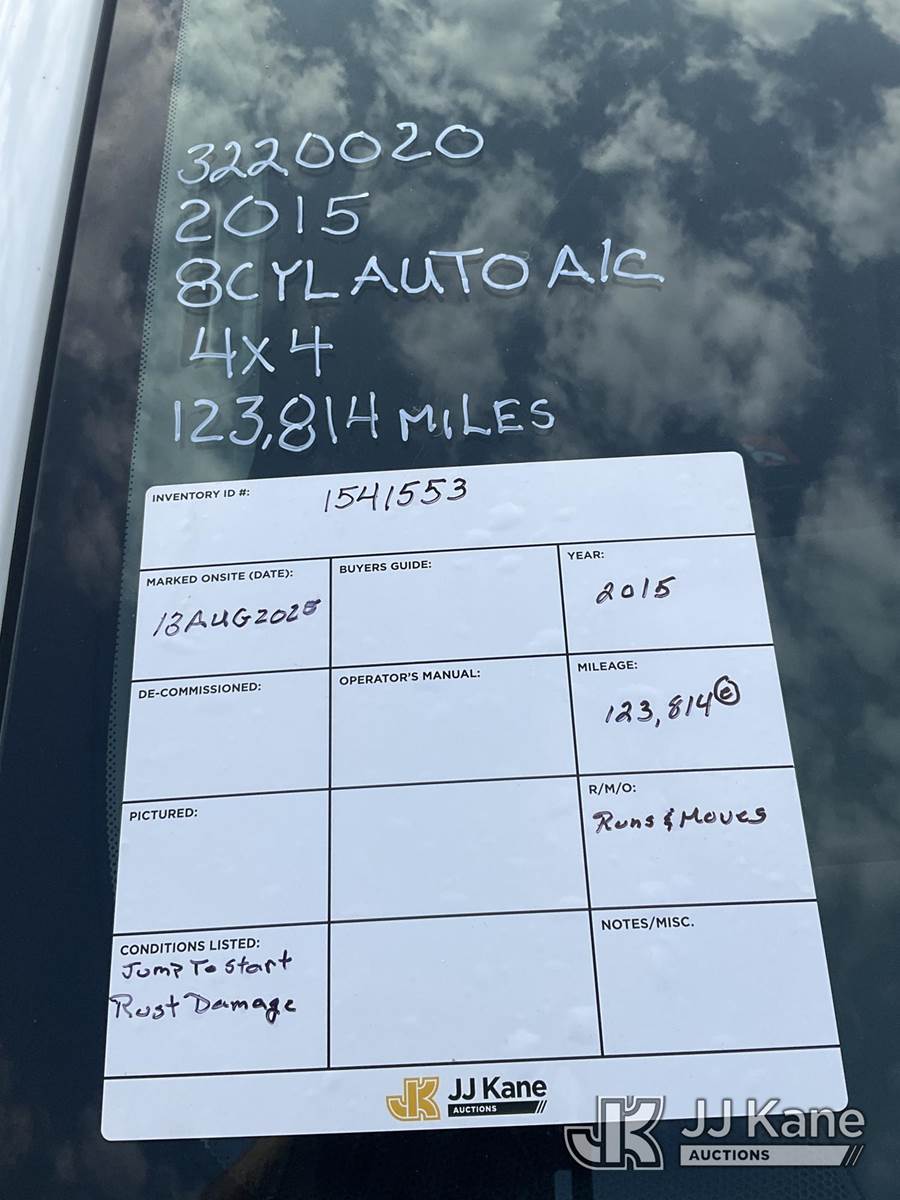 3220020
2015
8CYL AUTO A/C
4X4
123,814 MILES
INVENTORY ID #: 1541553
MARKED ONSITE (DATE):
13AUG2025
BUYERS GUIDE:
YEAR:
2015
DE-COMMISSIONED:
OPERATOR'S MANUAL:
MILEAGE:
123,814 Ⓔ
PICTURED:
R/M/O:
Runs & Moves
CONDITIONS LISTED:
Jump To Start
Rust Damage
NOTES/MISC.
JK JJ Kane
AUCTIONS
JK JJ Kane
AUCTIONS